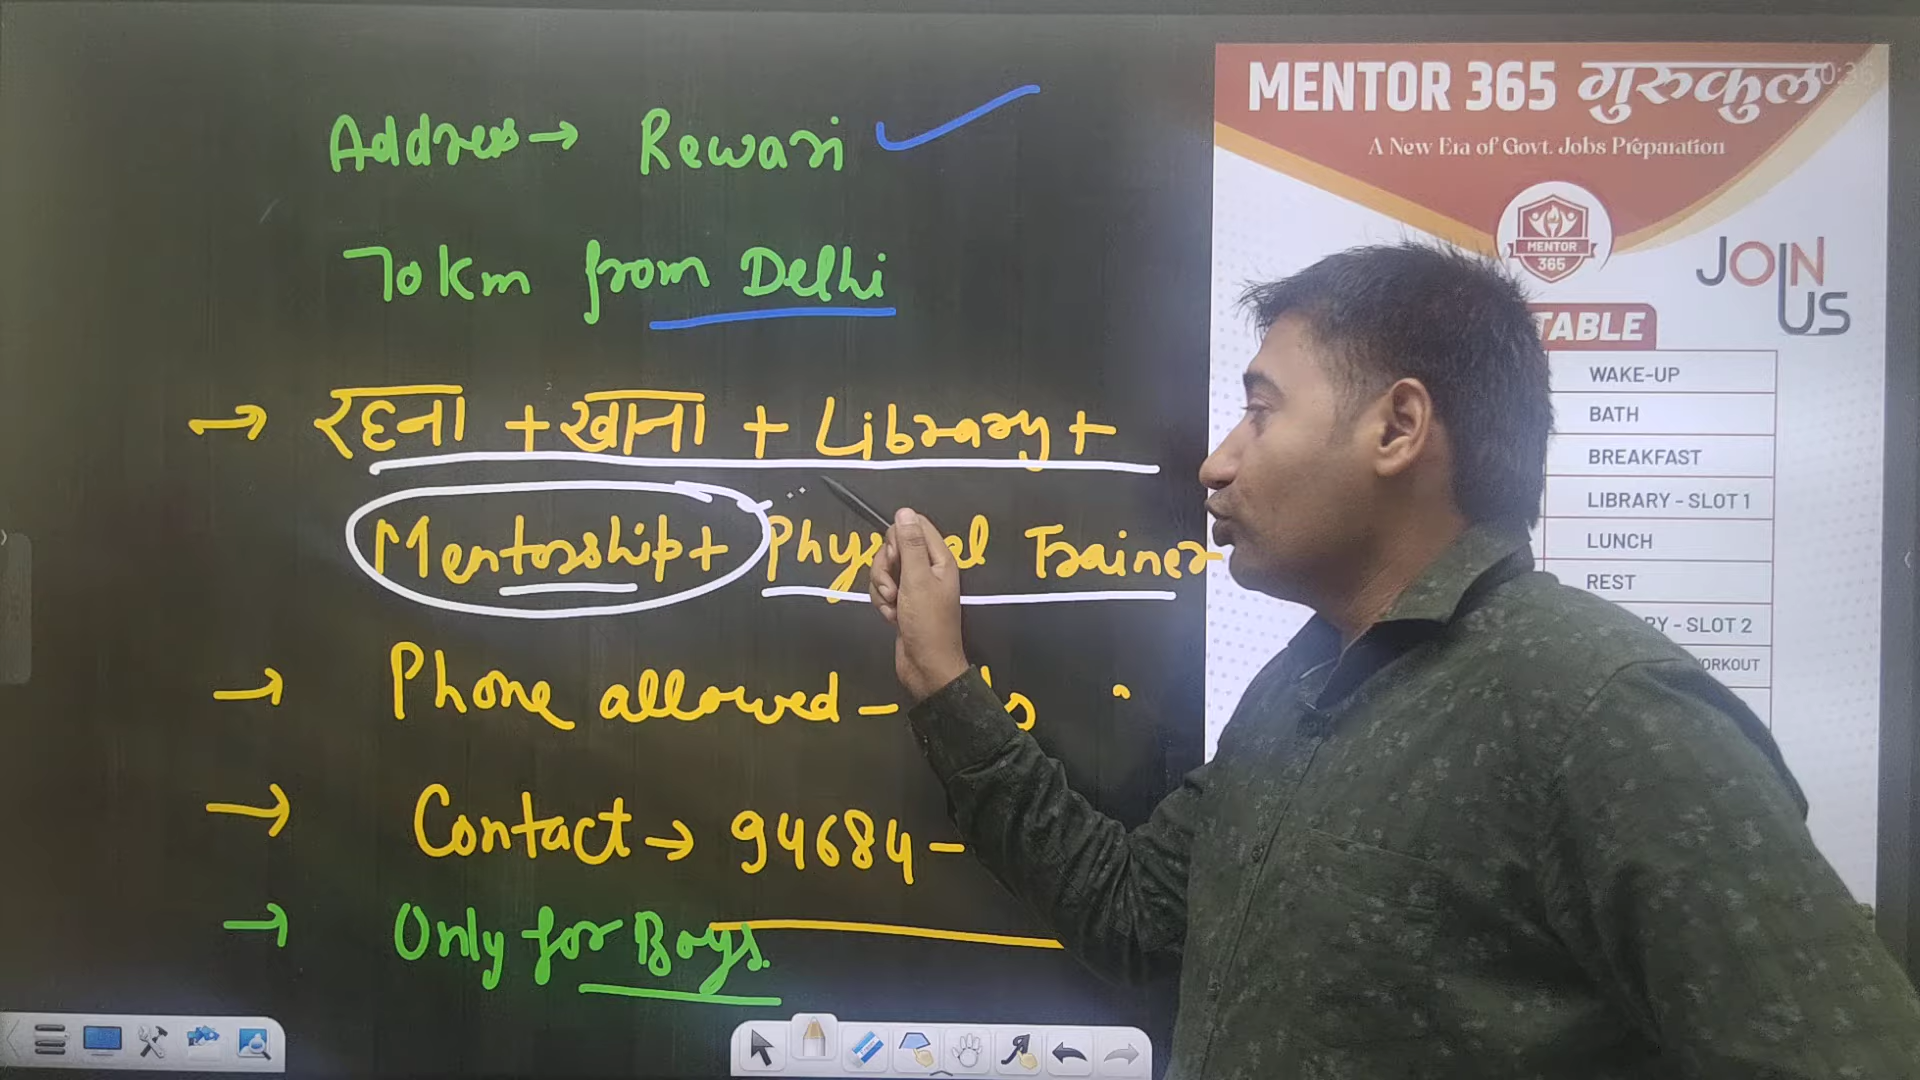 Address → Rewari
70 km from Delhi
→ रहना + खाना + Library +
Mentorship + Physical Trainer
→ Phone allowed –
→ Contact → 94684 –
→ Only for Boys.
MENTOR 365 गुरुकुल
A New Era of Govt. Jobs Preparation
MENTOR
365
JOIN
US
TABLE
WAKE-UP
BATH
BREAKFAST
LIBRARY - SLOT 1
LUNCH
REST
RY - SLOT 2
ORKOUT